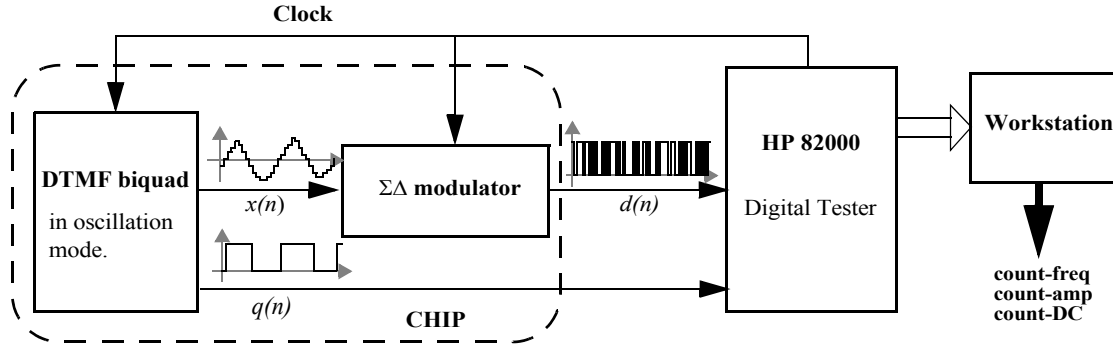 Clock
DTMF biquad
in oscillation
mode.
x(n)
q(n)
ΣΔ modulator
CHIP
d(n)
HP 82000
Digital Tester
Workstation
count-freq
count-amp
count-DC